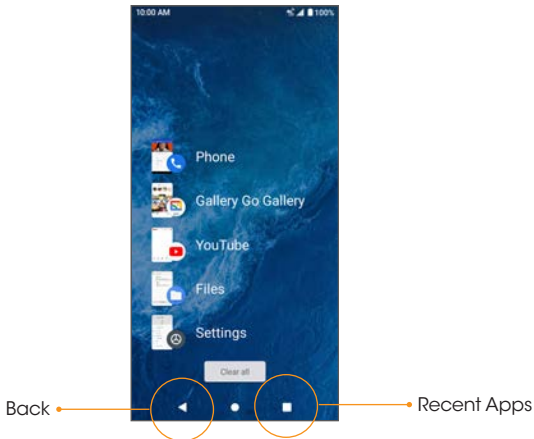 10:00 AM 100%
Phone
Gallery Go Gallery
YouTube
Files
Settings
Clear all
Back
Recent Apps